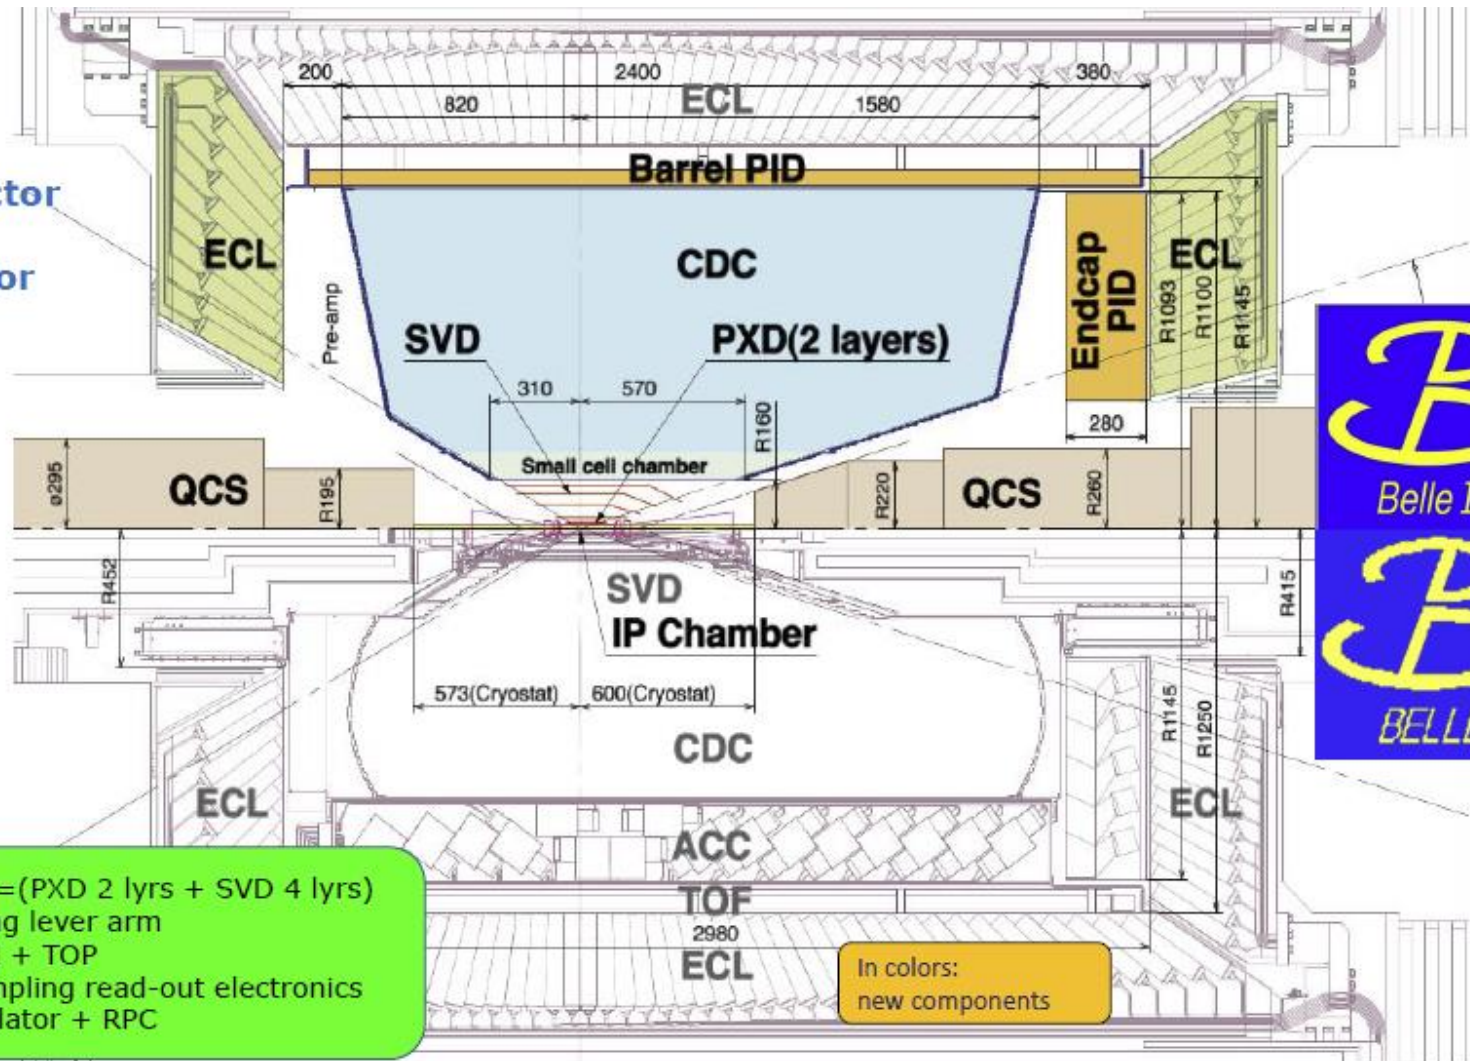 200
2400
380
820
ECL
1580
Barrel PID
ctor
or
ECL
CDC
ECL
Endcap
PID
Pre-amp
R1093
R1100
R1145
SVD
PXD(2 layers)
310
570
R160
280
Small cell chamber
ø295
QCS
R195
R220
QCS
R260
Belle I
R452
SVD
R415
IP Chamber
BELLE
573(Cryostat)
600(Cryostat)
R1145
R1250
CDC
ECL
ECL
ACC
TOF
2980
ECL
=(PXD 2 lyrs + SVD 4 lyrs)
g lever arm
+ TOP
mpling read-out electronics
lator + RPC
In colors:
new components